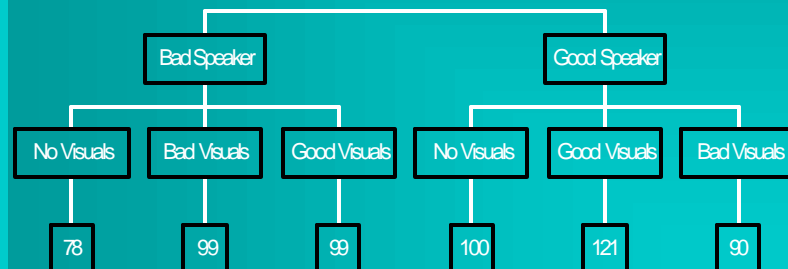 Bad Speaker
Good Speaker
No Visuals
Bad Visuals
Good Visuals
No Visuals
Good Visuals
Bad Visuals
78
99
99
100
121
90